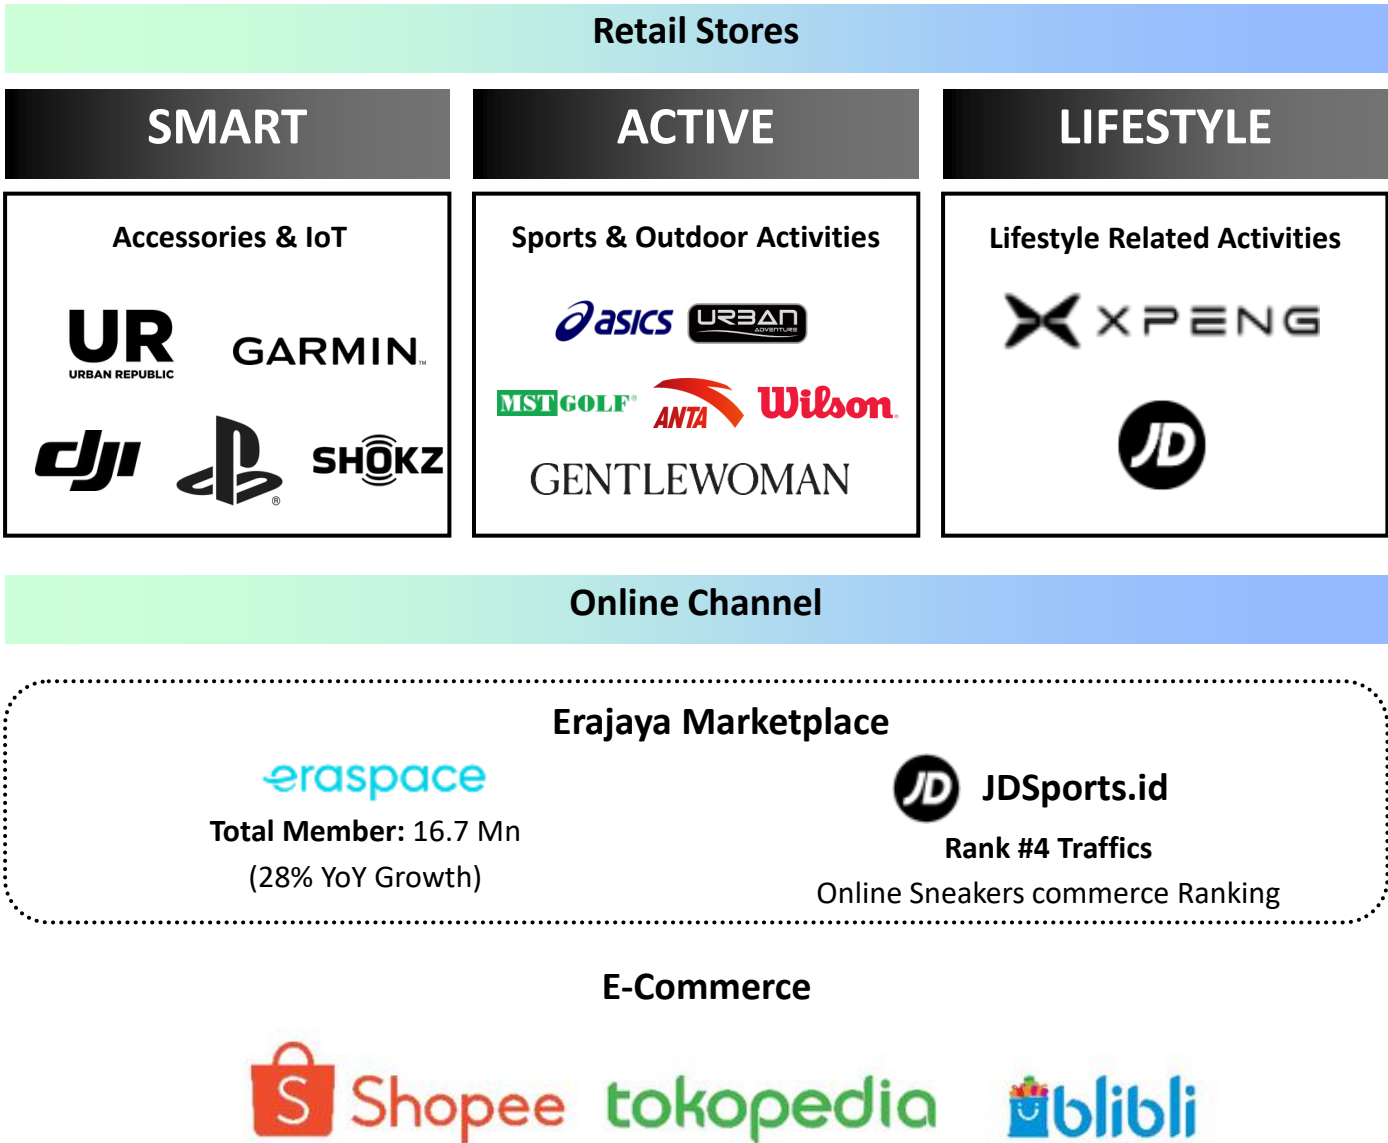 Retail Stores
SMART
ACTIVE
LIFESTYLE
Accessories & IoT
UR
URBAN REPUBLIC
GARMIN™
dji
®
SHOKZ
Sports & Outdoor Activities
asics
URBAN
ADVENTURE
MST GOLF®
ANTA
Wilson
GENTLEWOMAN
Lifestyle Related Activities
XPENG
JD
Online Channel
Erajaya Marketplace
eraspace
Total Member: 16.7 Mn
(28% YoY Growth)
JD JDSports.id
Rank #4 Traffics
Online Sneakers commerce Ranking
E-Commerce
S Shopee tokopedia blibli